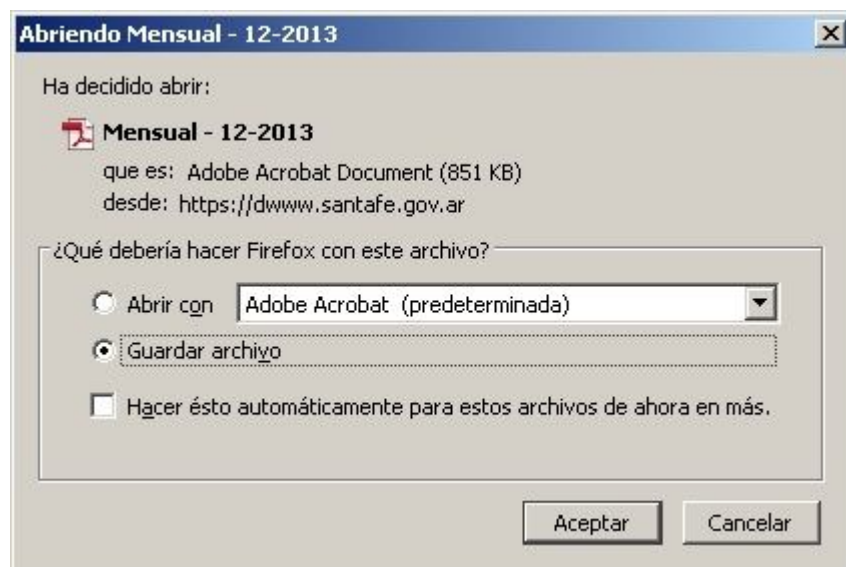 Abriendo Mensual - 12-2013
Ha decidido abrir:
Mensual - 12-2013
que es: Adobe Acrobat Document (851 KB)
desde: https://dwww.santafe.gov.ar
¿Qué debería hacer Firefox con este archivo?
Abrir con Adobe Acrobat (predeterminada)
Guardar archivo
Hacer ésto automáticamente para estos archivos de ahora en más.
Aceptar Cancelar